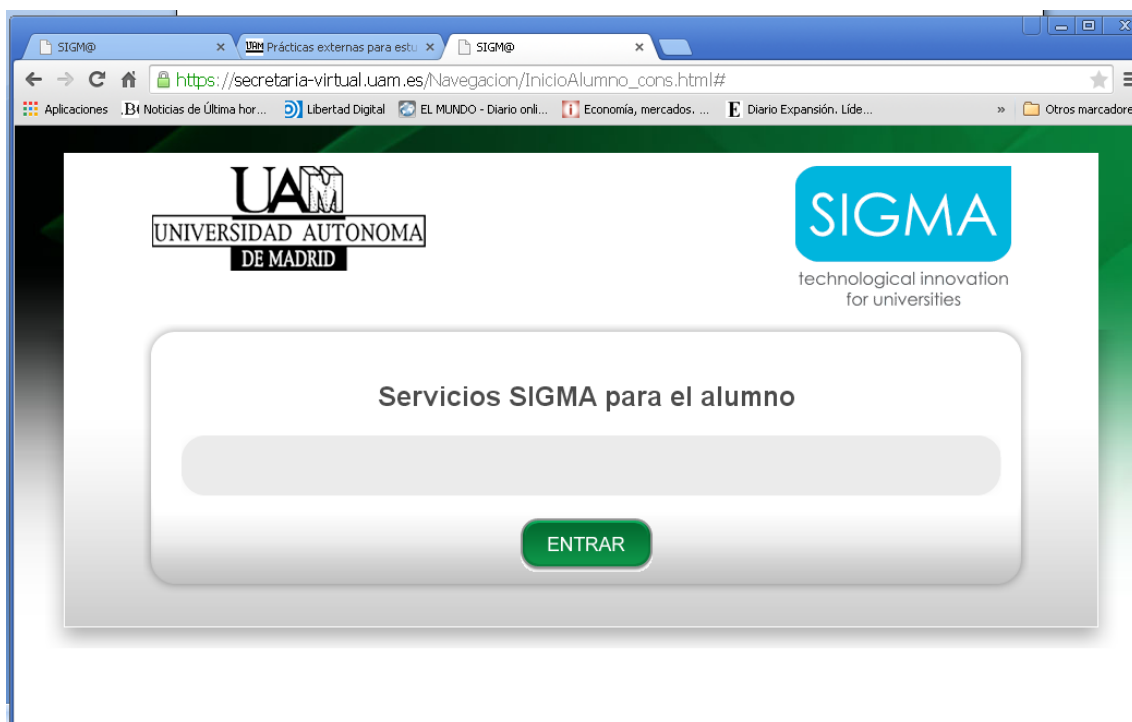 SIGM@
UAM Prácticas externas para estu
SIGM@
https://secretaria-virtual.uam.es/Navegacion/InicioAlumno_cons.html#
Aplicaciones .B Noticias de Última hor... Libertad Digital EL MUNDO - Diario onli... Economía, mercados. ... E Diario Expansión. Líde... » Otros marcadore
UAM
UNIVERSIDAD AUTONOMA
DE MADRID
SIGMA
technological innovation
for universities
Servicios SIGMA para el alumno
ENTRAR